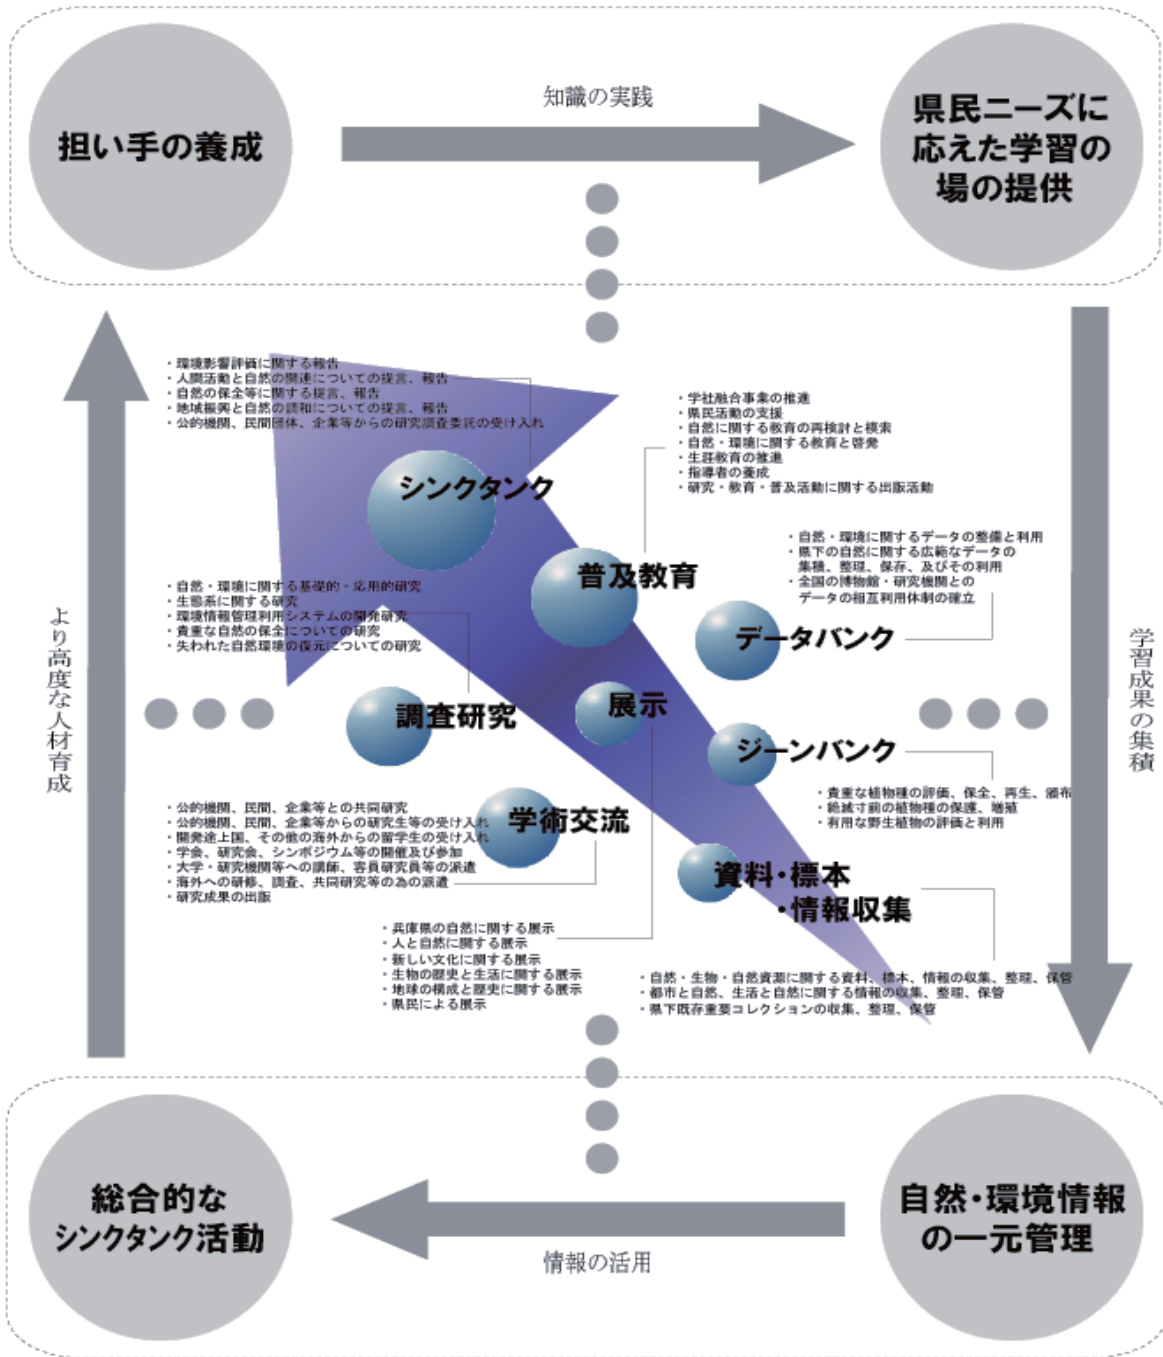 知識の実践
担い手の養成
県民ニーズに
応えた学習の
場の提供
・環境影響評価に関する報告
・人間活動と自然の関連についての提言、報告
・自然の保全等に関する提言、報告
・地域振興と自然の調和についての提言、報告
・公的機関、民間団体、企業等からの研究調査委託の受け入れ
シンクタンク
・学社融合事業の推進
・県民活動の支援
・自然に関する教育の再検討と模索
・自然・環境に関する教育と啓発
・生涯教育の推進
・指導者の養成
・研究・教育・普及活動に関する出版活動
普及教育
・自然・環境に関するデータの整備と利用
・県下の自然に関する広範なデータの
集積、整理、保存、及びその利用
・全国の博物館・研究機関との
データの相互利用体制の確立
データバンク
・自然・環境に関する基礎的・応用的研究
・生態系に関する研究
・環境情報管理利用システムの開発研究
・貴重な自然の保全についての研究
・失われた自然環境の復元についての研究
調査研究
展示
ジーンバンク
・貴重な植物種の評価、保全、再生、頒布
・絶滅寸前の植物種の保護、増殖
・有用な野生植物の評価と利用
より高度な人材育成
学習成果の集積
・公的機関、民間、企業等との共同研究
・公的機関、民間、企業等からの研究生等の受け入れ
・開発途上国、その他の海外からの留学生の受け入れ
・学会、研究会、シンポジウム等の開催及び参加
・大学・研究機関等への講師、客員研究員等の派遣
・海外への研修、調査、共同研究等の為の派遣
・研究成果の出版
学術交流
資料・標本
・情報収集
・兵庫県の自然に関する展示
・人と自然に関する展示
・新しい文化に関する展示
・生物の歴史と生活に関する展示
・地球の構成と歴史に関する展示
・県民による展示
・自然・生物・自然資源に関する資料、標本、情報の収集、整理、保管
・都市と自然、生活と自然に関する情報の収集、整理、保管
・県下既存重要コレクションの収集、整理、保管
総合的な
シンクタンク活動
自然・環境情報
の一元管理
情報の活用